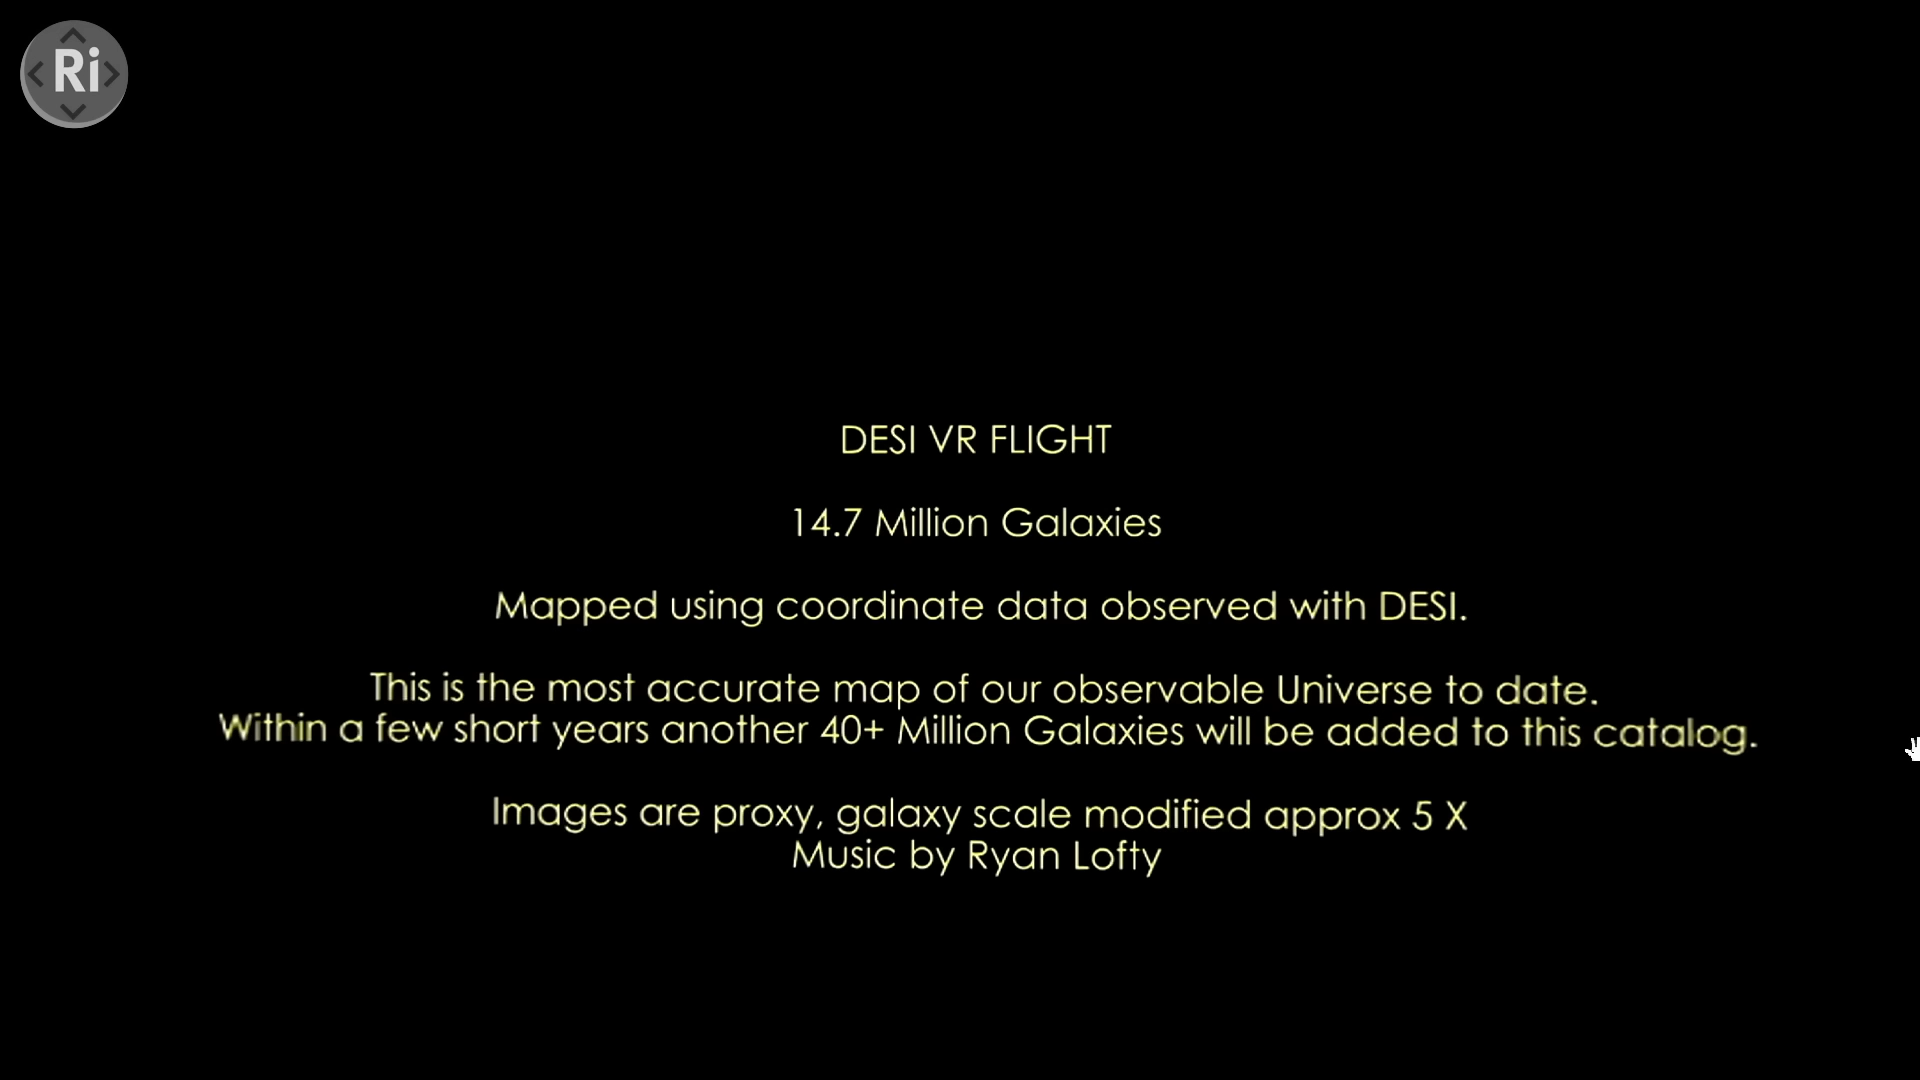 Ri
DESI VR FLIGHT
14.7 Million Galaxies
Mapped using coordinate data observed with DESI.
This is the most accurate map of our observable Universe to date.
Within a few short years another 40+ Million Galaxies will be added to this catalog.
Images are proxy, galaxy scale modified approx 5 X
Music by Ryan Lofty